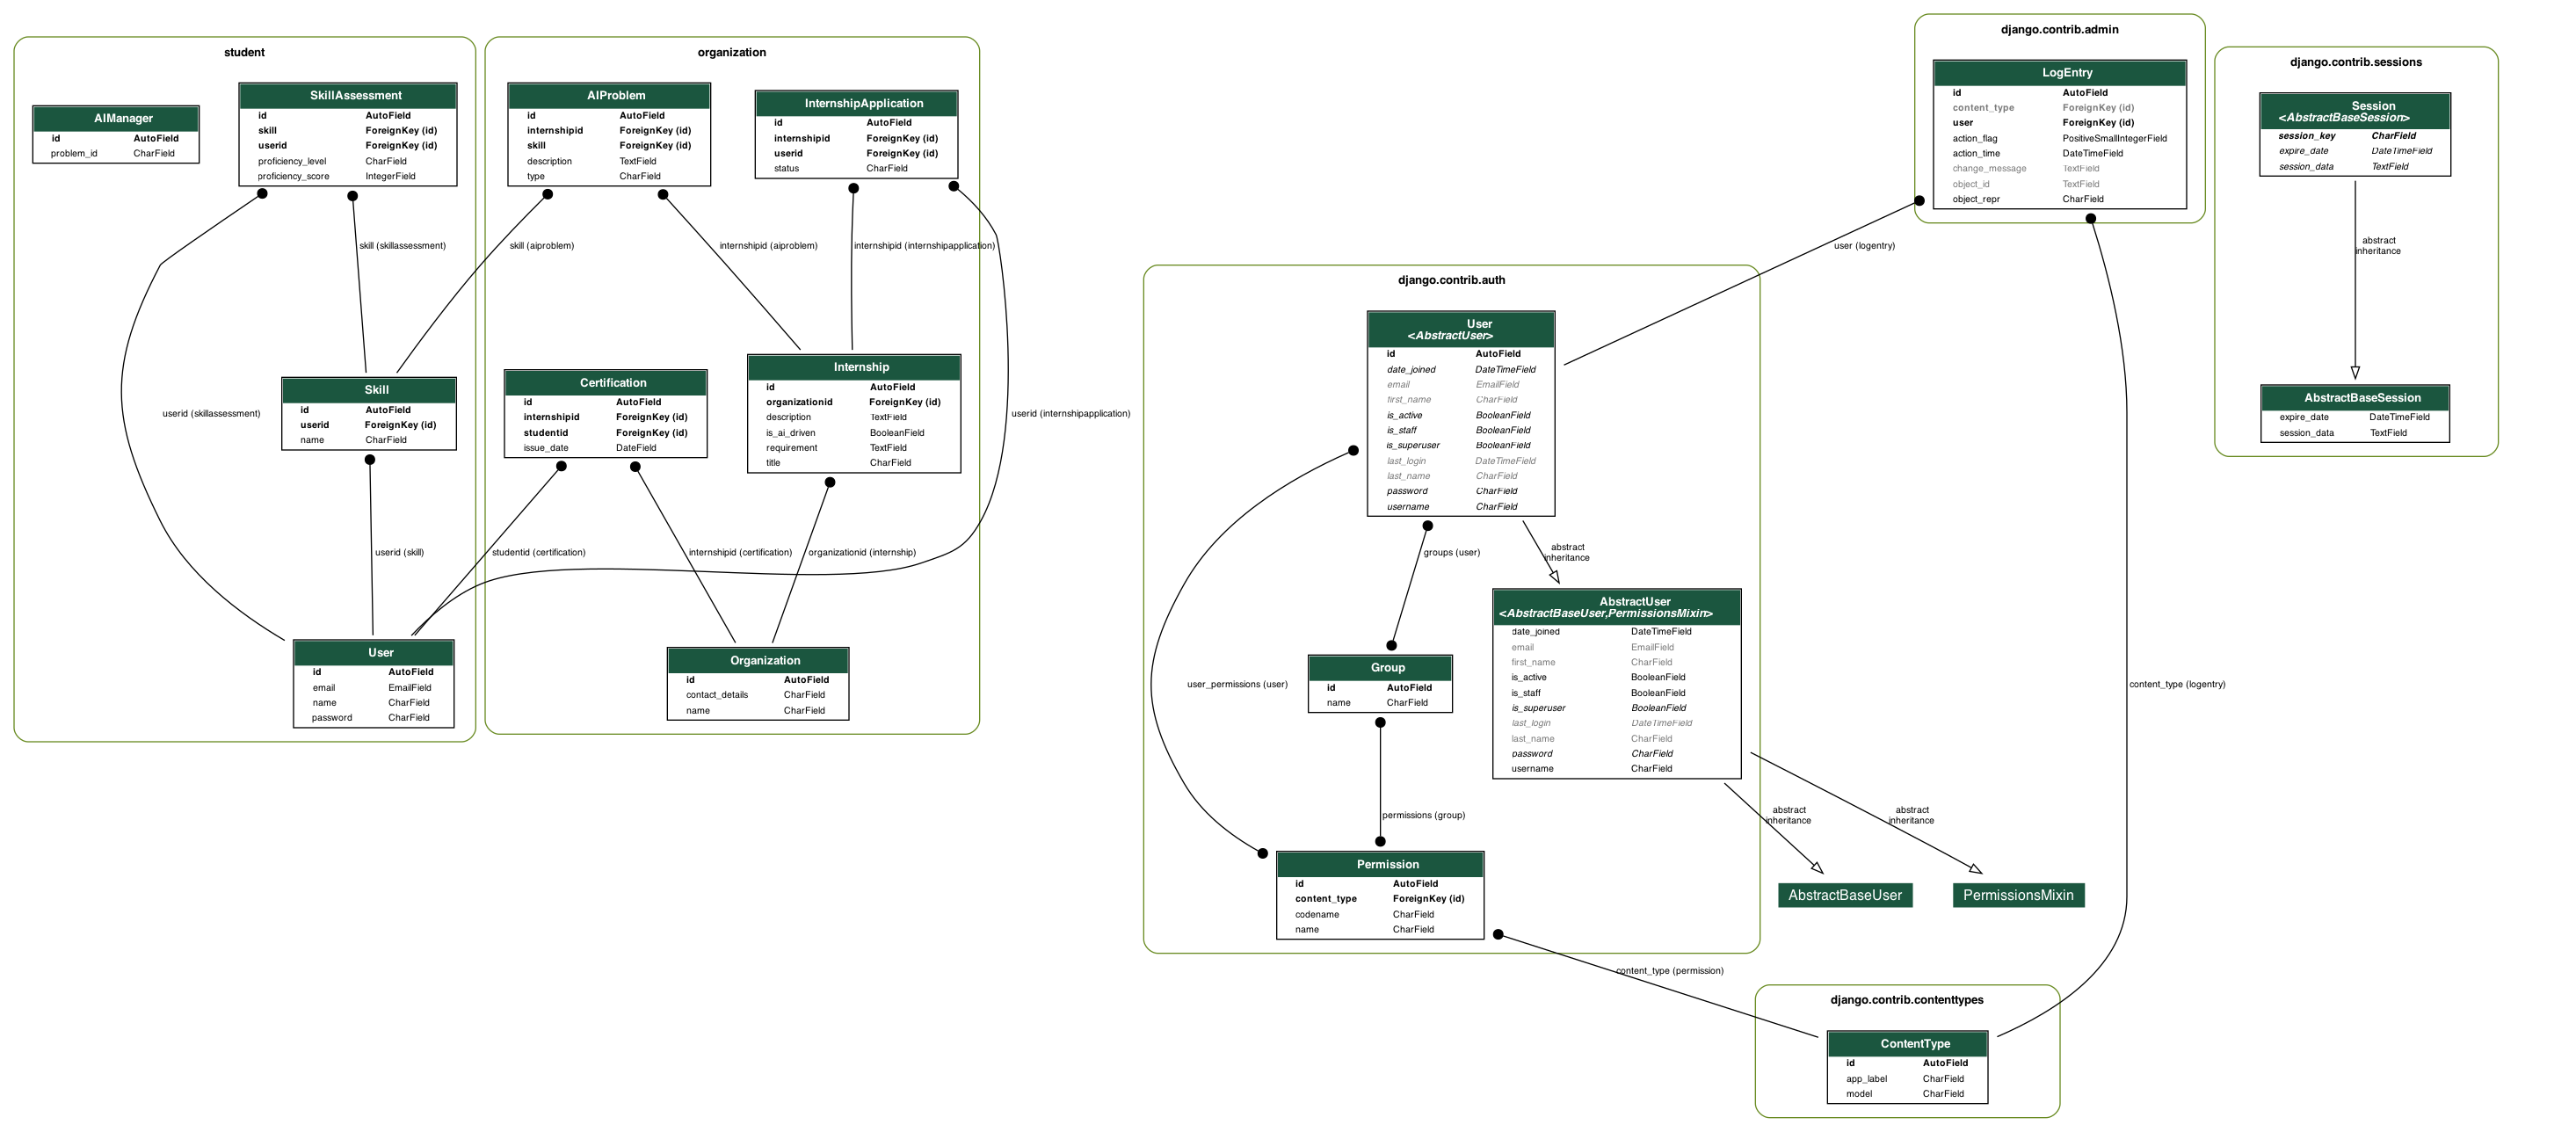 student
AIManager
id AutoField
problem_id CharField
SkillAssessment
id AutoField
skill ForeignKey (id)
userid ForeignKey (id)
proficiency_level CharField
proficiency_score IntegerField
skill (skillassessment)
userid (skillassessment)
Skill
id AutoField
userid ForeignKey (id)
name CharField
userid (skill)
User
id AutoField
email EmailField
name CharField
password CharField
organization
AIProblem
id AutoField
internshipid ForeignKey (id)
skill ForeignKey (id)
description TextField
type CharField
InternshipApplication
id AutoField
internshipid ForeignKey (id)
userid ForeignKey (id)
status CharField
skill (aiproblem)
internshipid (aiproblem)
internshipid (internshipapplication)
Certification
id AutoField
internshipid ForeignKey (id)
studentid ForeignKey (id)
issue_date DateField
Internship
id AutoField
organizationid ForeignKey (id)
description TextField
is_ai_driven BooleanField
requirement TextField
title CharField
userid (internshipapplication)
studentid (certification)
internshipid (certification)
organizationid (internship)
Organization
id AutoField
contact_details CharField
name CharField
django.contrib.admin
LogEntry
id AutoField
content_type ForeignKey (id)
user ForeignKey (id)
action_flag PositiveSmallIntegerField
action_time DateTimeField
change_message TextField
object_id TextField
object_repr CharField
user (logentry)
django.contrib.sessions
Session
<AbstractBaseSession>
session_key CharField
expire_date DateTimeField
session_data TextField
abstract
inheritance
AbstractBaseSession
expire_date DateTimeField
session_data TextField
django.contrib.auth
User
<AbstractUser>
id AutoField
date_joined DateTimeField
email EmailField
first_name CharField
is_active BooleanField
is_staff BooleanField
is_superuser BooleanField
last_login DateTimeField
last_name CharField
password CharField
username CharField
groups (user)
abstract
inheritance
AbstractUser
<AbstractBaseUser,PermissionsMixin>
date_joined DateTimeField
email EmailField
first_name CharField
is_active BooleanField
is_staff BooleanField
is_superuser BooleanField
last_login DateTimeField
last_name CharField
password CharField
username CharField
Group
id AutoField
name CharField
user_permissions (user)
permissions (group)
abstract
inheritance
abstract
inheritance
Permission
id AutoField
content_type ForeignKey (id)
codename CharField
name CharField
AbstractBaseUser
PermissionsMixin
content_type (logentry)
content_type (permission)
django.contrib.contenttypes
ContentType
id AutoField
app_label CharField
model CharField